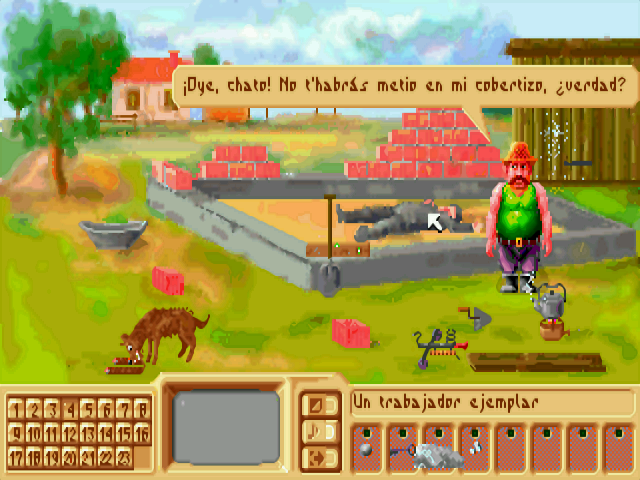 ¡Oye, chato! No t'habrás metio en mi cobertizo, ¿verdad?
Un trabajador ejemplar
1 2 3 4 5 6 7 8
9 10 11 12 13 14 15 16
17 18 19 20 21 22 23